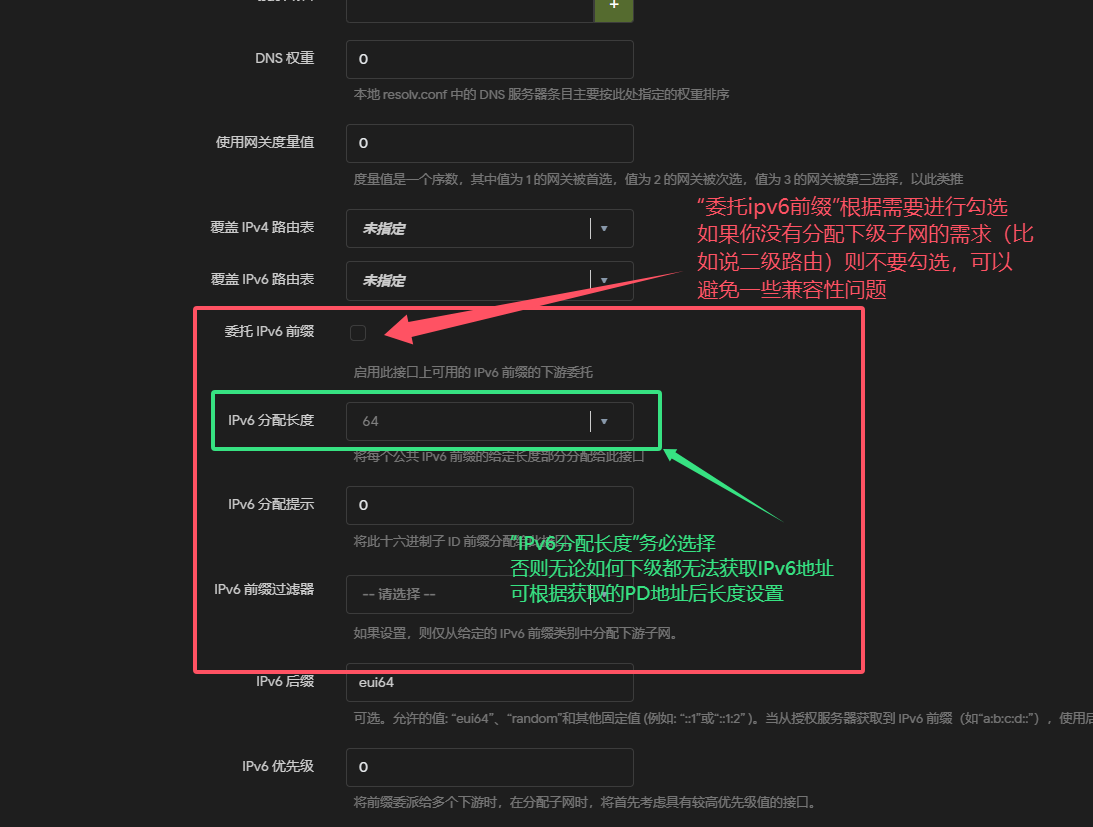 +
DNS 权重
0
本地 resolv.conf 中的 DNS 服务器条目主要按此处指定的权重排序
使用网关度量值
0
度量值是一个序数，其中值为 1 的网关被首选，值为 2 的网关被次选，值为 3 的网关被第三选择，以此类推
“委托ipv6前缀”根据需要进行勾选
如果你没有分配下级子网的需求（比
如说二级路由）则不要勾选，可以
避免一些兼容性问题
覆盖 IPv4 路由表
未指定
覆盖 IPv6 路由表
未指定
委托 IPv6 前缀
启用此接口上可用的 IPv6 前缀的下游委托
IPv6 分配长度
64
将每个公共 IPv6 前缀的给定长度部分分配给此接口
IPv6 分配提示
0
将此十六进制子 ID 前缀分配
“IPv6分配长度”务必选择
否则无论如何下级都无法获取IPv6地址
可根据获取的PD地址后长度设置
IPv6 前缀过滤器
-- 请选择 --
如果设置，则仅从给定的 IPv6 前缀类别中分配下游子网。
IPv6 后缀
eui64
可选。允许的值: “eui64”、“random”和其他固定值 (例如: “::1”或“::1:2” )。当从授权服务器获取到 IPv6 前缀（如“a:b:c:d::”），使用后
IPv6 优先级
0
将前缀委派给多个下游时，在分配子网时，将首先考虑具有较高优先级值的接口。